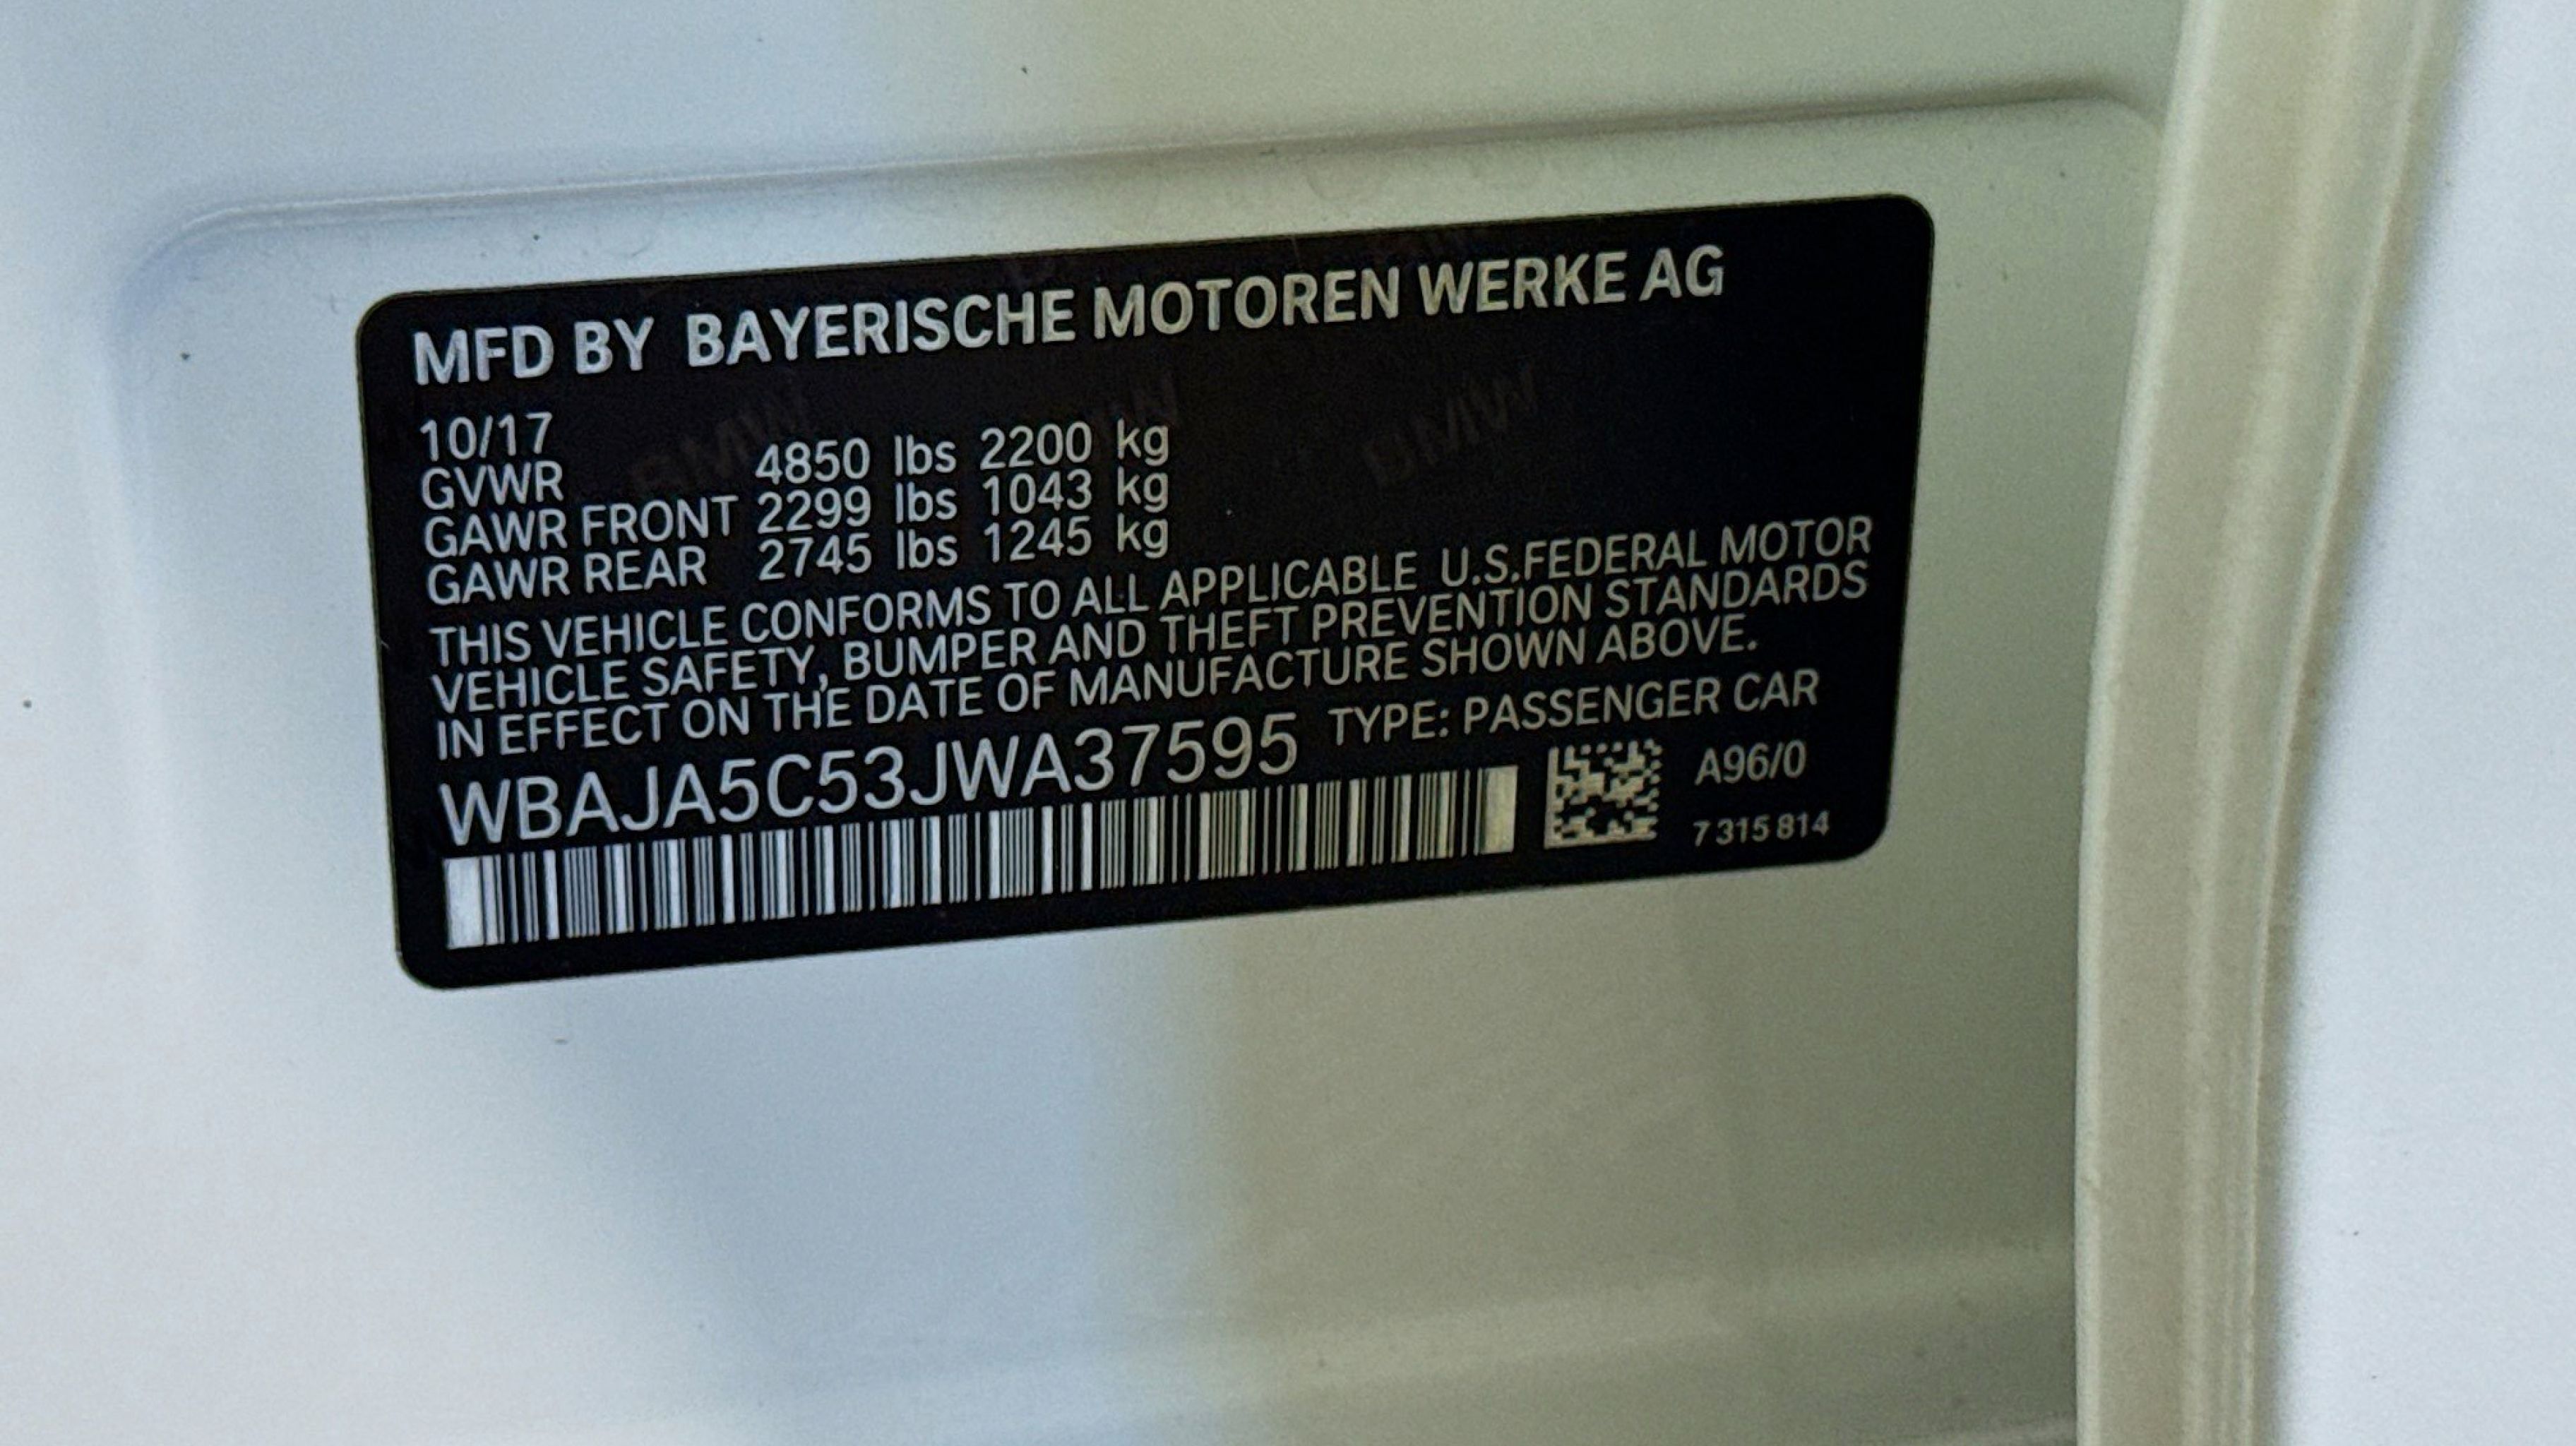 MFD BY BAYERISCHE MOTOREN WERKE AG
10/17
GVWR 4850 lbs 2200 kg
GAWR FRONT 2299 lbs 1043 kg
GAWR REAR 2745 lbs 1245 kg
THIS VEHICLE CONFORMS TO ALL APPLICABLE U.S.FEDERAL MOTOR
VEHICLE SAFETY, BUMPER AND THEFT PREVENTION STANDARDS
IN EFFECT ON THE DATE OF MANUFACTURE SHOWN ABOVE.
WBAJA5C53JWA37595 TYPE: PASSENGER CAR
A96/0
7 315 814